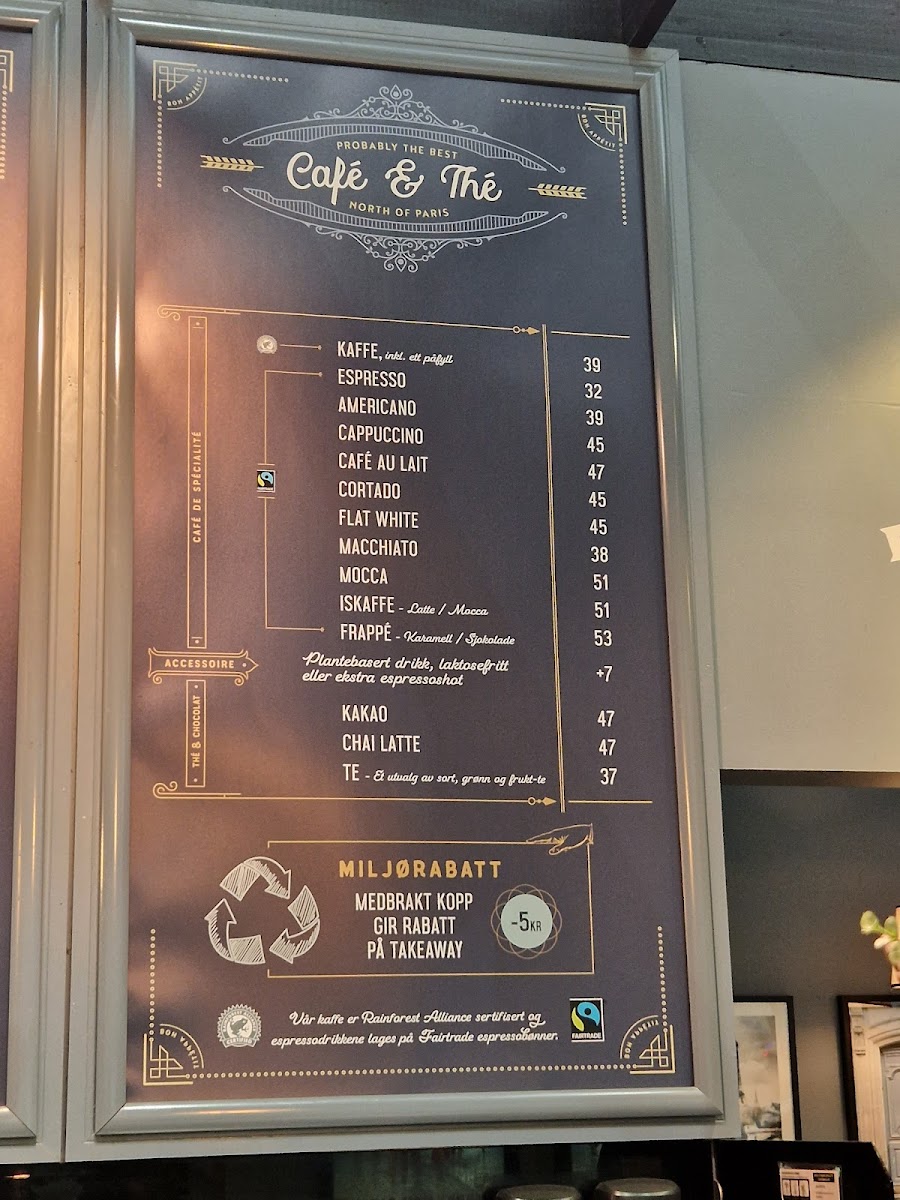 BON APPÉTIT
BON APPÉTIT
PROBABLY THE BEST
Café & Thé
NORTH OF PARIS
CAFÉ DE SPÉCIALITÉ
KAFFE, inkl. ett påfyll 39
ESPRESSO 32
AMERICANO 39
CAPPUCCINO 45
CAFÉ AU LAIT 47
CORTADO 45
FAIRTRADE
FLAT WHITE 45
MACCHIATO 38
MOCCA 51
ISKAFFE - Latte / Mocca 51
FRAPPÉ - Karamell / Sjokolade 53
ACCESSOIRE
Plantebasert drikk, laktosefritt
eller ekstra espressoshot +7
THÉ & CHOCOLAT
KAKAO 47
CHAI LATTE 47
TE - Et utvalg av sort, grønn og frukt-te 37
MILJØRABATT
MEDBRAKT KOPP
GIR RABATT
PÅ TAKEAWAY
-5KR
Vår kaffe er Rainforest Alliance sertifisert og
espressodrikkene lages på Fairtrade espressobønner.
FAIRTRADE
BON APPÉTIT
BON APPÉTIT